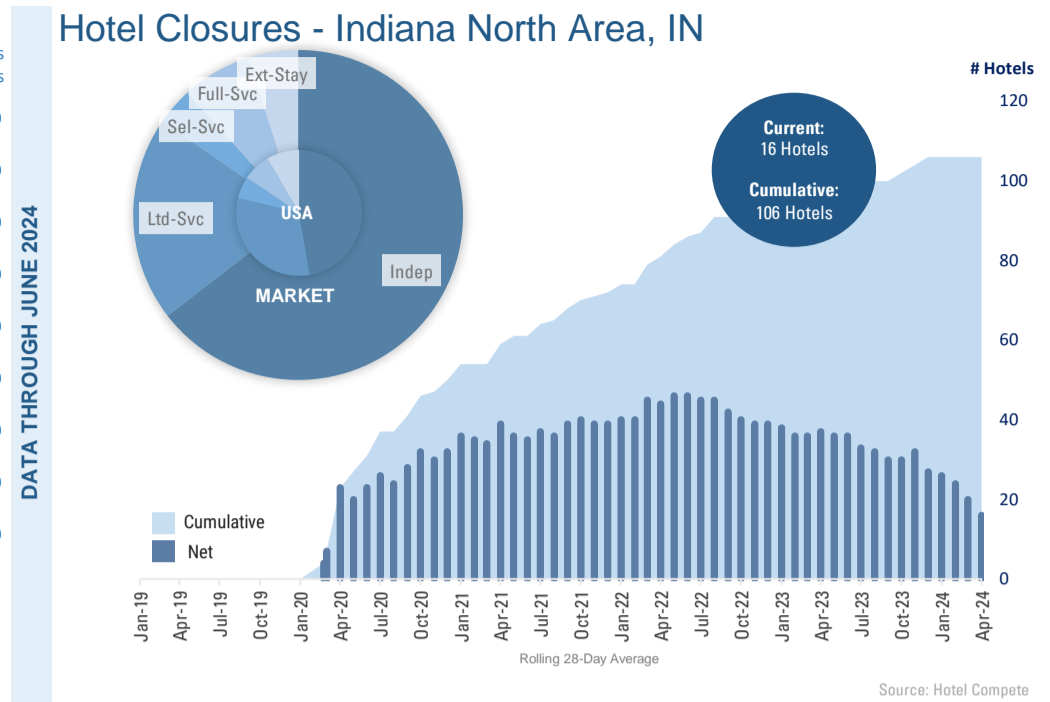 Hotel Closures - Indiana North Area, IN
DATA THROUGH JUNE 2024
s
s
Ext-Stay
Full-Svc
Sel-Svc
Ltd-Svc
USA
Indep
MARKET
# Hotels
Current:
16 Hotels
Cumulative:
106 Hotels
120
100
80
60
40
20
0
Cumulative
Net
Jan-19
Apr-19
Jul-19
Oct-19
Jan-20
Apr-20
Jul-20
Oct-20
Jan-21
Apr-21
Jul-21
Oct-21
Jan-22
Apr-22
Jul-22
Oct-22
Jan-23
Apr-23
Jul-23
Oct-23
Jan-24
Apr-24
Rolling 28-Day Average
Source: Hotel Compete